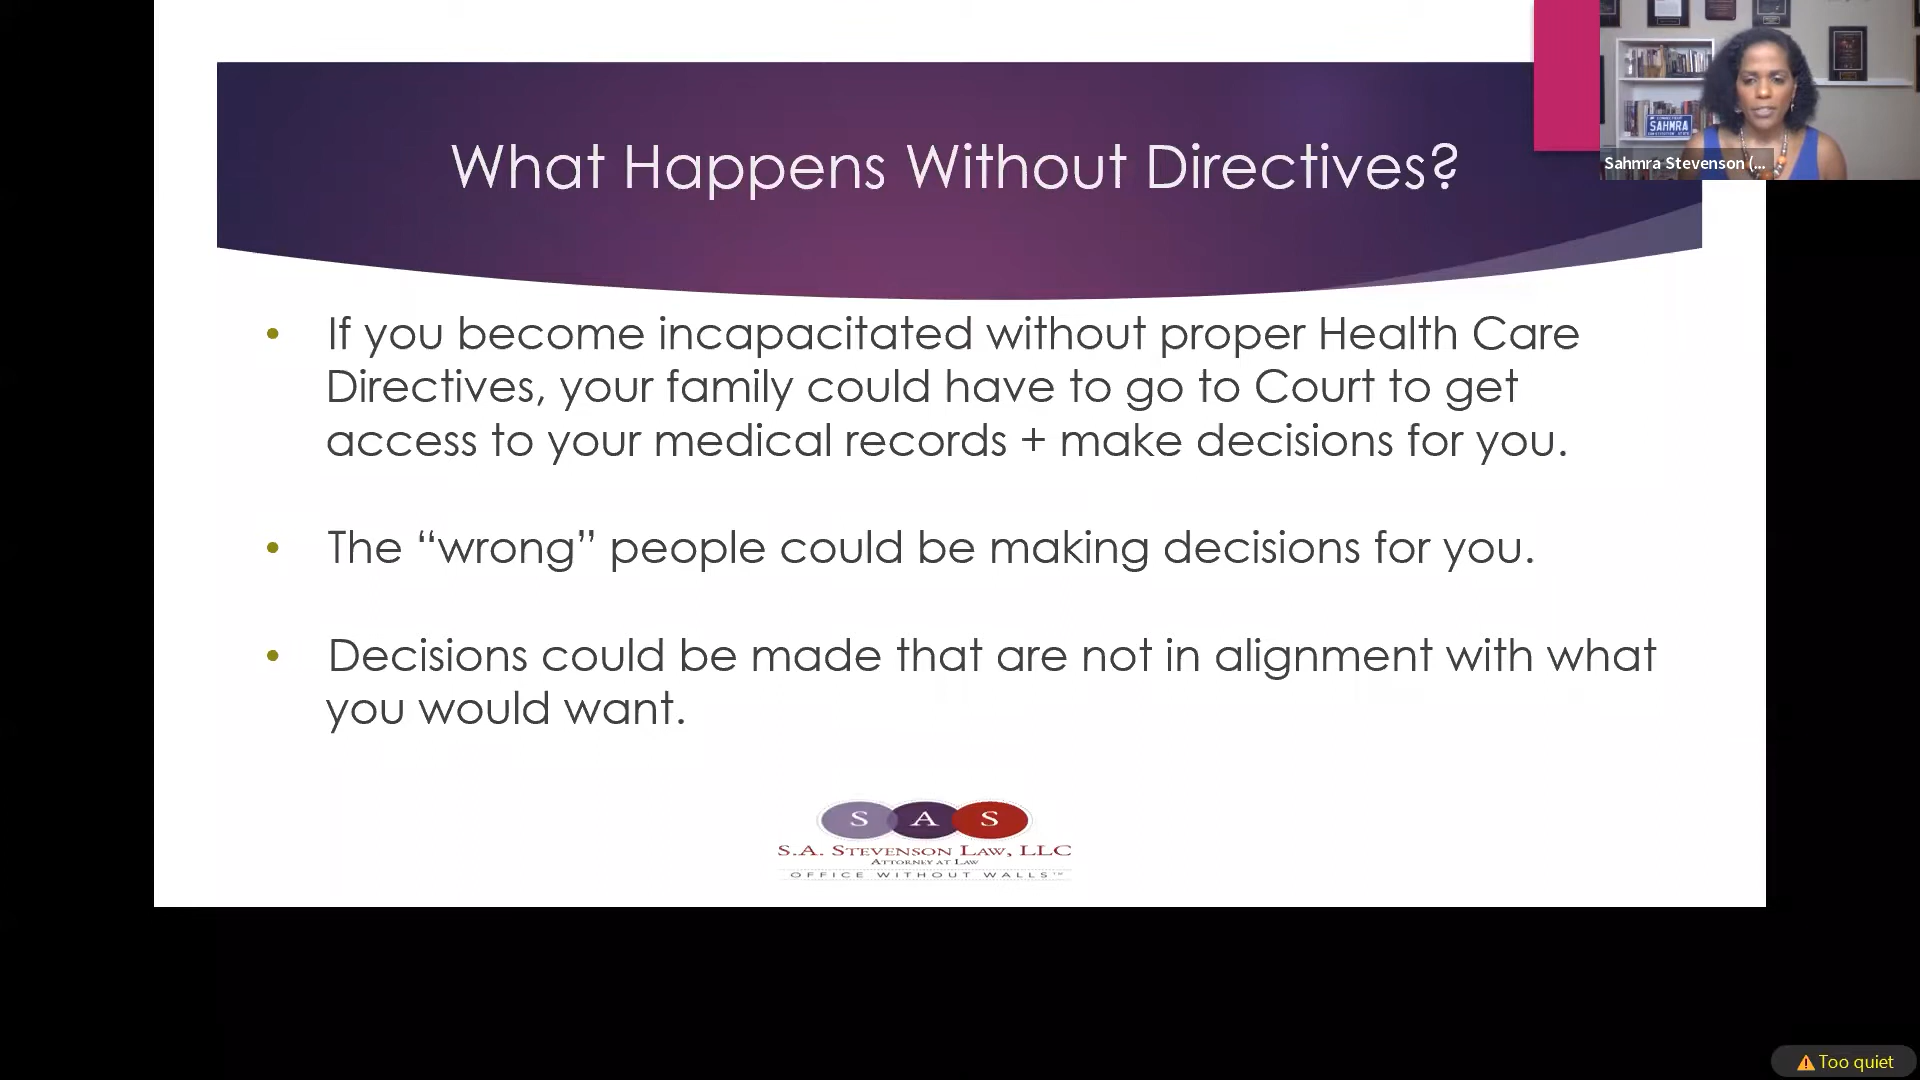 What Happens Without Directives?
SAHMRA
Sahmra Stevenson (...
• If you become incapacitated without proper Health Care
Directives, your family could have to go to Court to get
access to your medical records + make decisions for you.
• The “wrong” people could be making decisions for you.
• Decisions could be made that are not in alignment with what
you would want.
S A S
S.A. STEVENSON LAW, LLC
ATTORNEY AT LAW
OFFICE WITHOUT WALLS™
Too quiet